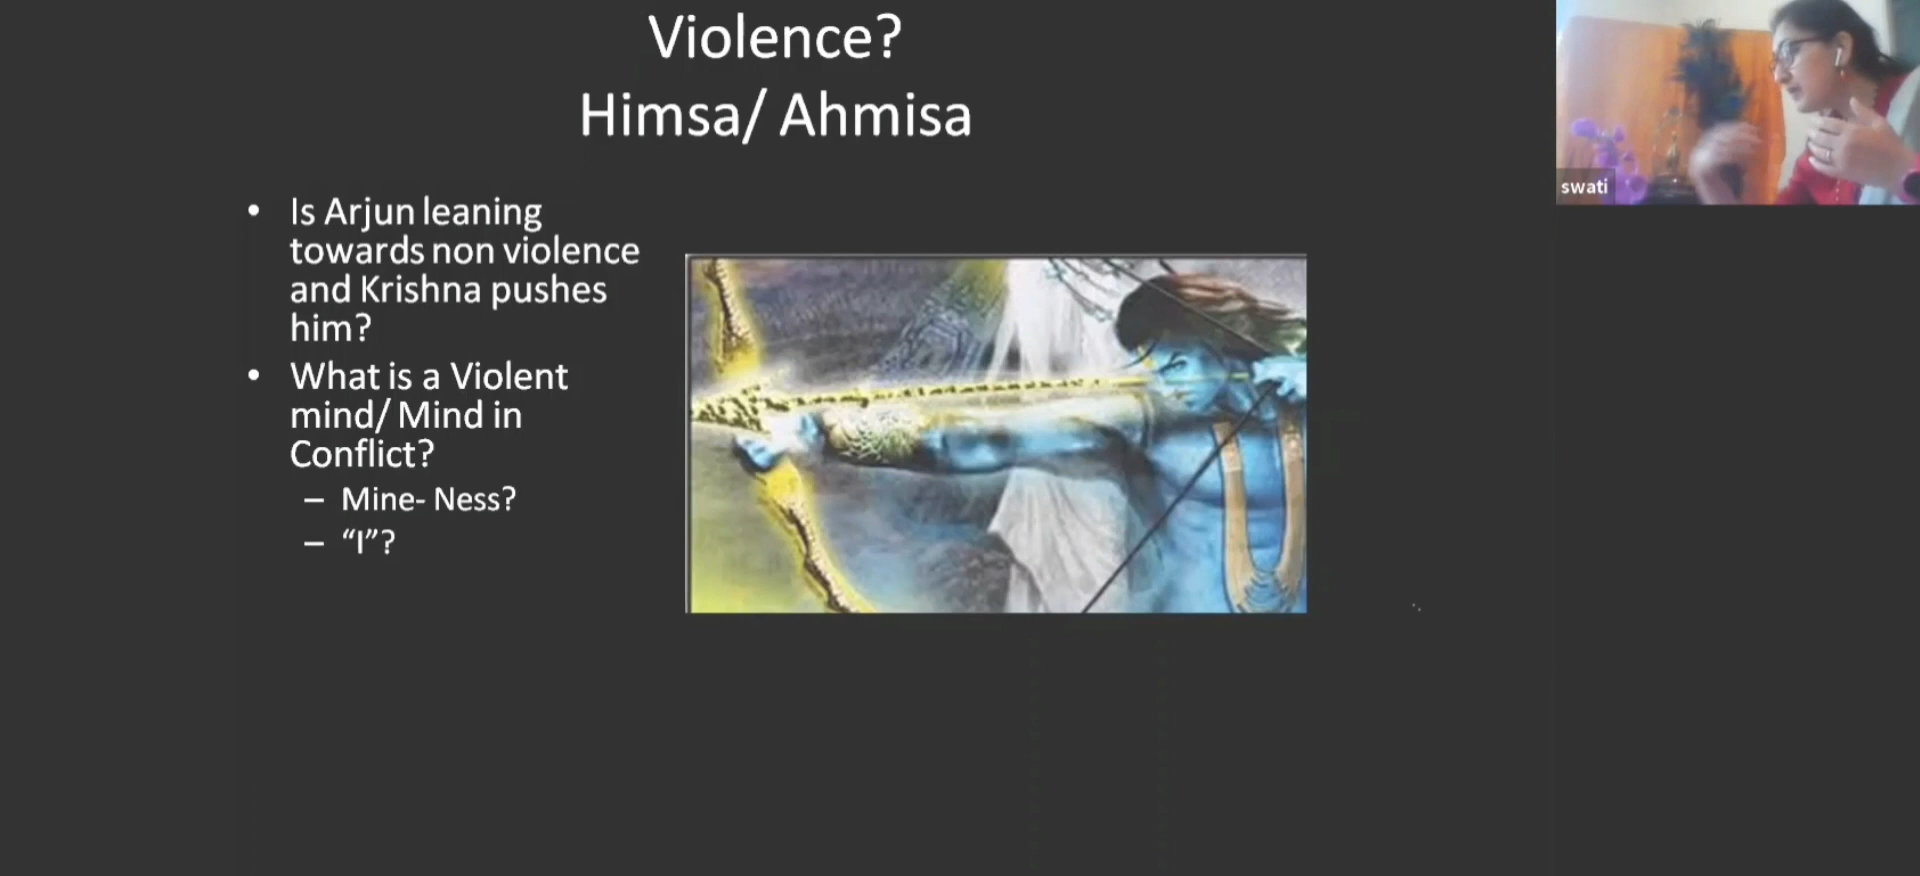 Violence?
Himsa/ Ahmisa
• Is Arjun leaning
towards non violence
and Krishna pushes
him?
• What is a Violent
mind/ Mind in
Conflict?
– Mine- Ness?
– “I”?
swati